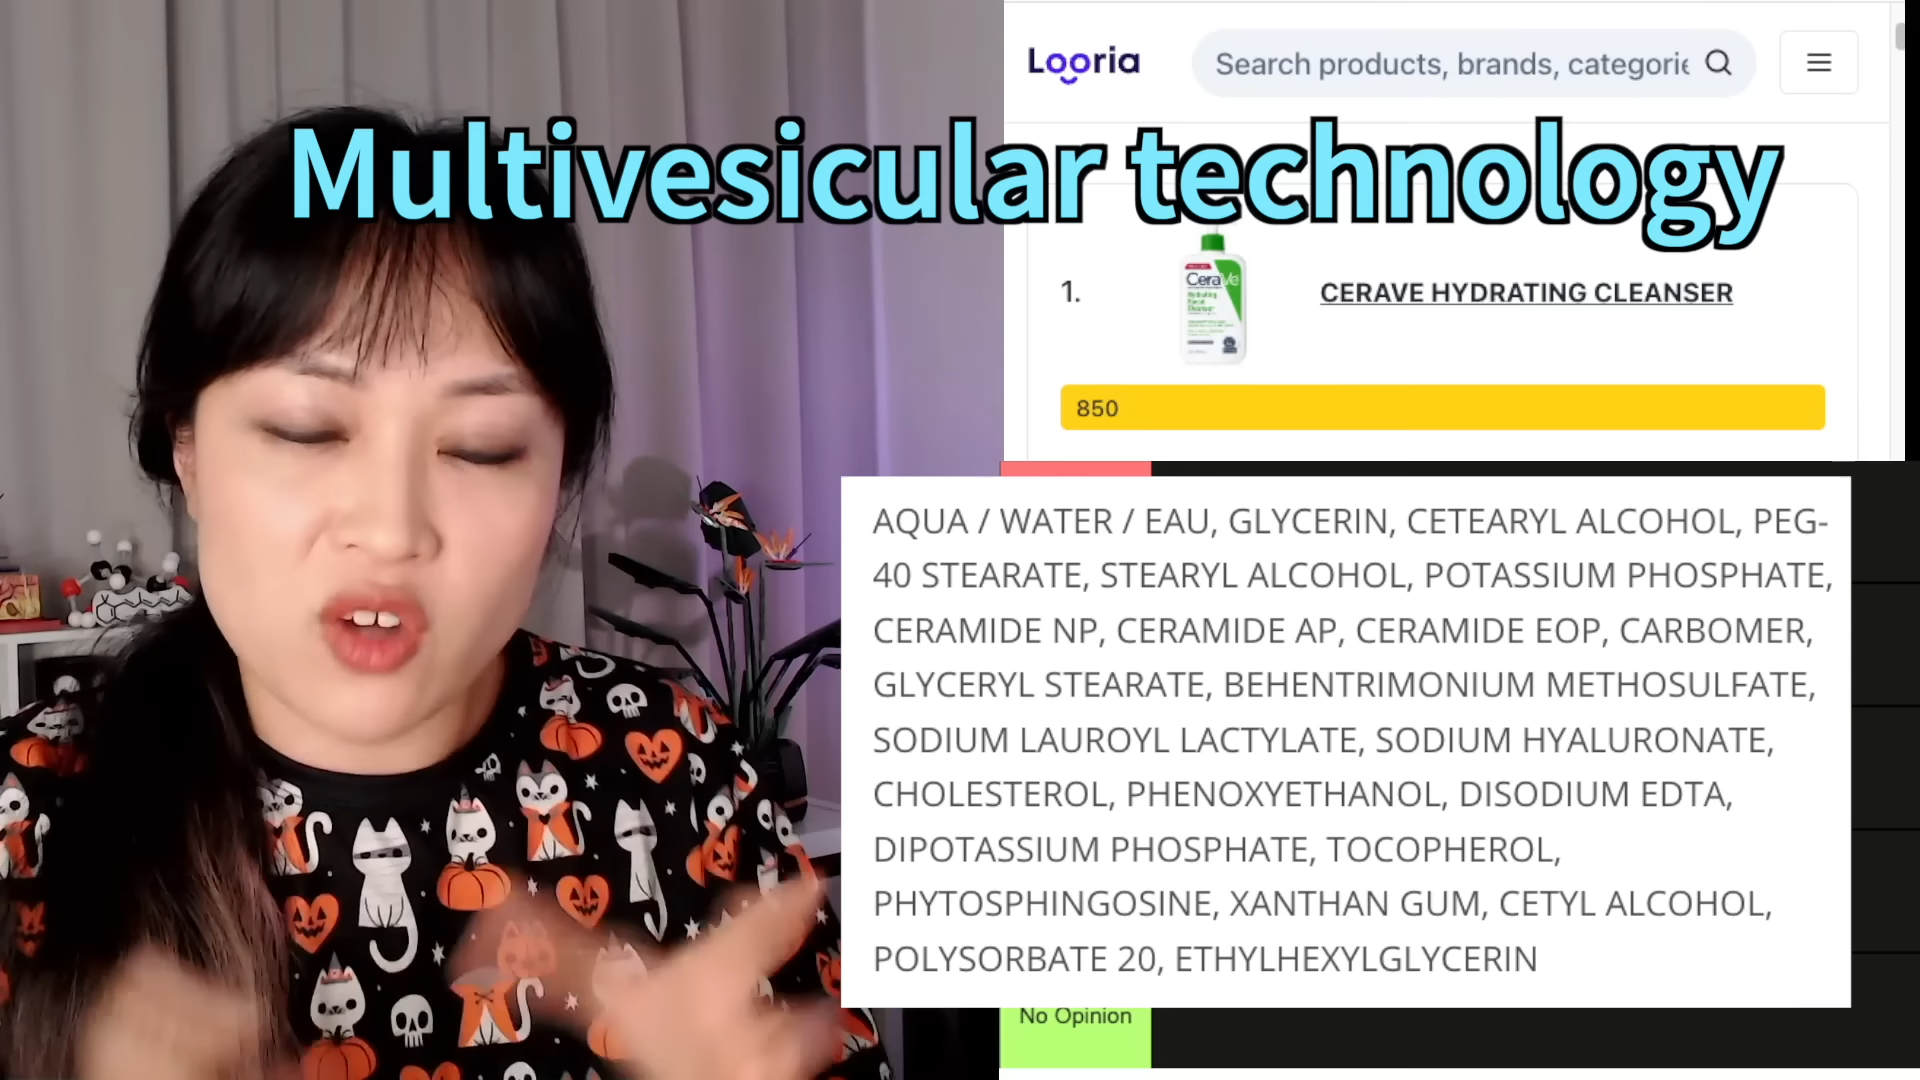 Looria
Search products, brands, categorie
Multivesicular technology
1.
CeraVe
CERAVE HYDRATING CLEANSER
850
AQUA / WATER / EAU, GLYCERIN, CETEARYL ALCOHOL, PEG-
40 STEARATE, STEARYL ALCOHOL, POTASSIUM PHOSPHATE,
CERAMIDE NP, CERAMIDE AP, CERAMIDE EOP, CARBOMER,
GLYCERYL STEARATE, BEHENTRIMONIUM METHOSULFATE,
SODIUM LAUROYL LACTYLATE, SODIUM HYALURONATE,
CHOLESTEROL, PHENOXYETHANOL, DISODIUM EDTA,
DIPOTASSIUM PHOSPHATE, TOCOPHEROL,
PHYTOSPHINGOSINE, XANTHAN GUM, CETYL ALCOHOL,
POLYSORBATE 20, ETHYLHEXYLGLYCERIN
No Opinion